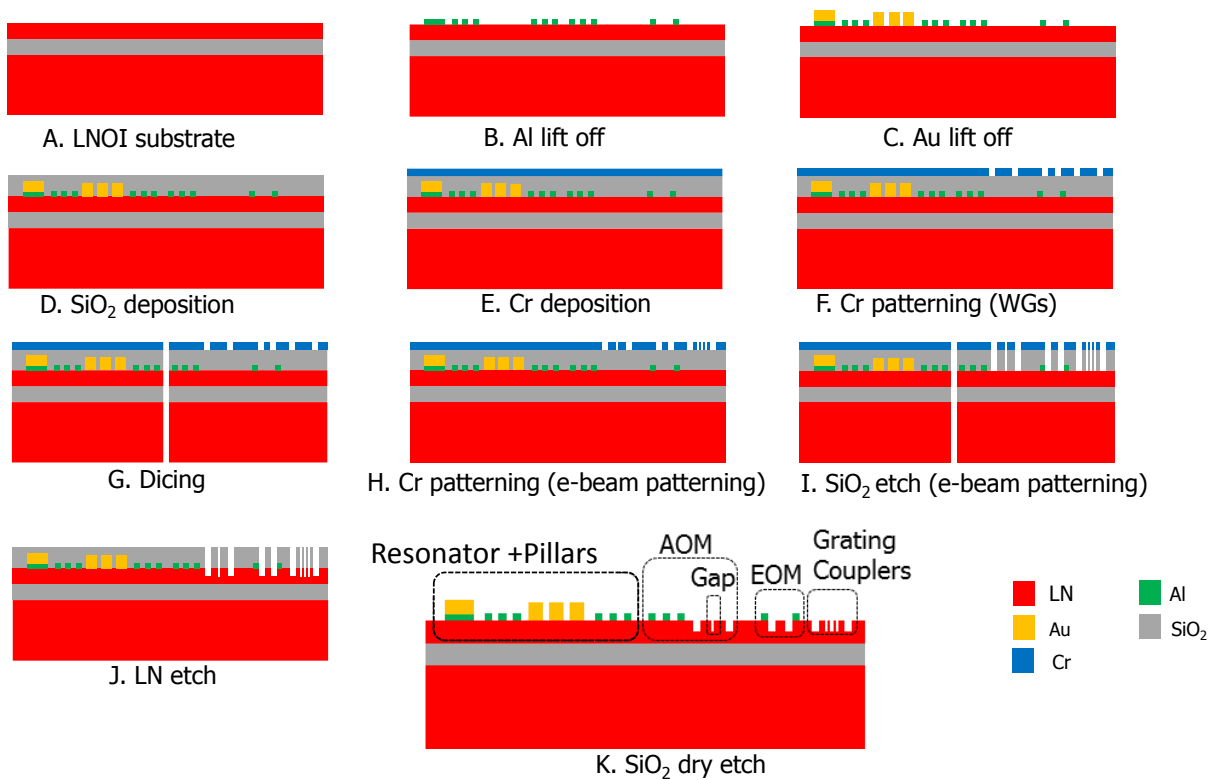 A. LNOI substrate
B. Al lift off
C. Au lift off
D. SiO₂ deposition
E. Cr deposition
F. Cr patterning (WGs)
G. Dicing
H. Cr patterning (e-beam patterning)
I. SiO₂ etch (e-beam patterning)
J. LN etch
Resonator +Pillars
AOM
Gap
EOM
Grating
Couplers
K. SiO₂ dry etch
LN
Al
Au
SiO₂
Cr